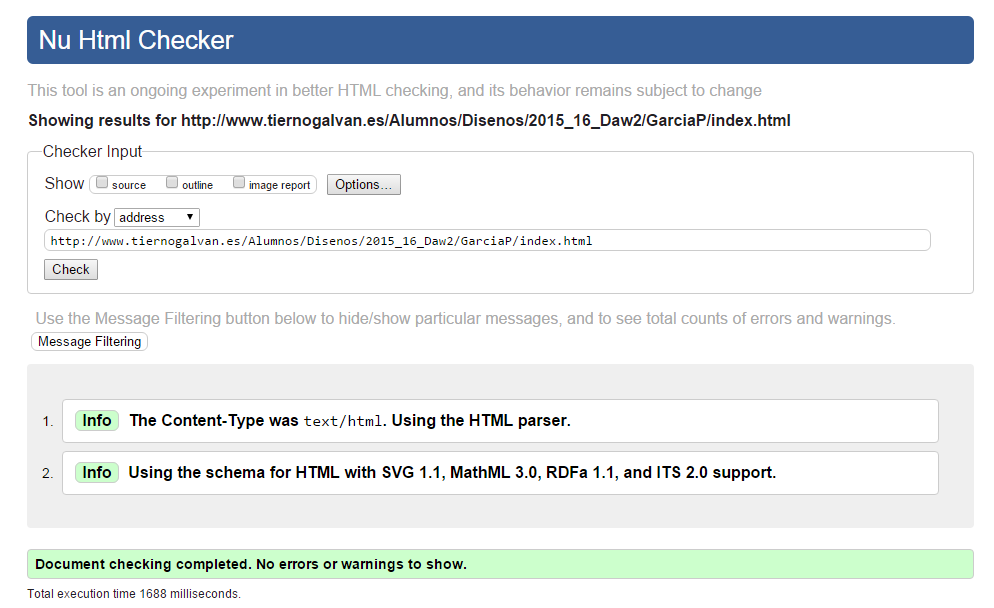 Nu Html Checker
This tool is an ongoing experiment in better HTML checking, and its behavior remains subject to change
Showing results for http://www.tiernogalvan.es/Alumnos/Disenos/2015_16_Daw2/GarciaP/index.html
Checker Input
Show source outline image report Options...
Check by address
http://www.tiernogalvan.es/Alumnos/Disenos/2015_16_Daw2/GarciaP/index.html
Check
Use the Message Filtering button below to hide/show particular messages, and to see total counts of errors and warnings.
Message Filtering
1. Info The Content-Type was text/html. Using the HTML parser.
2. Info Using the schema for HTML with SVG 1.1, MathML 3.0, RDFa 1.1, and ITS 2.0 support.
Document checking completed. No errors or warnings to show.
Total execution time 1688 milliseconds.